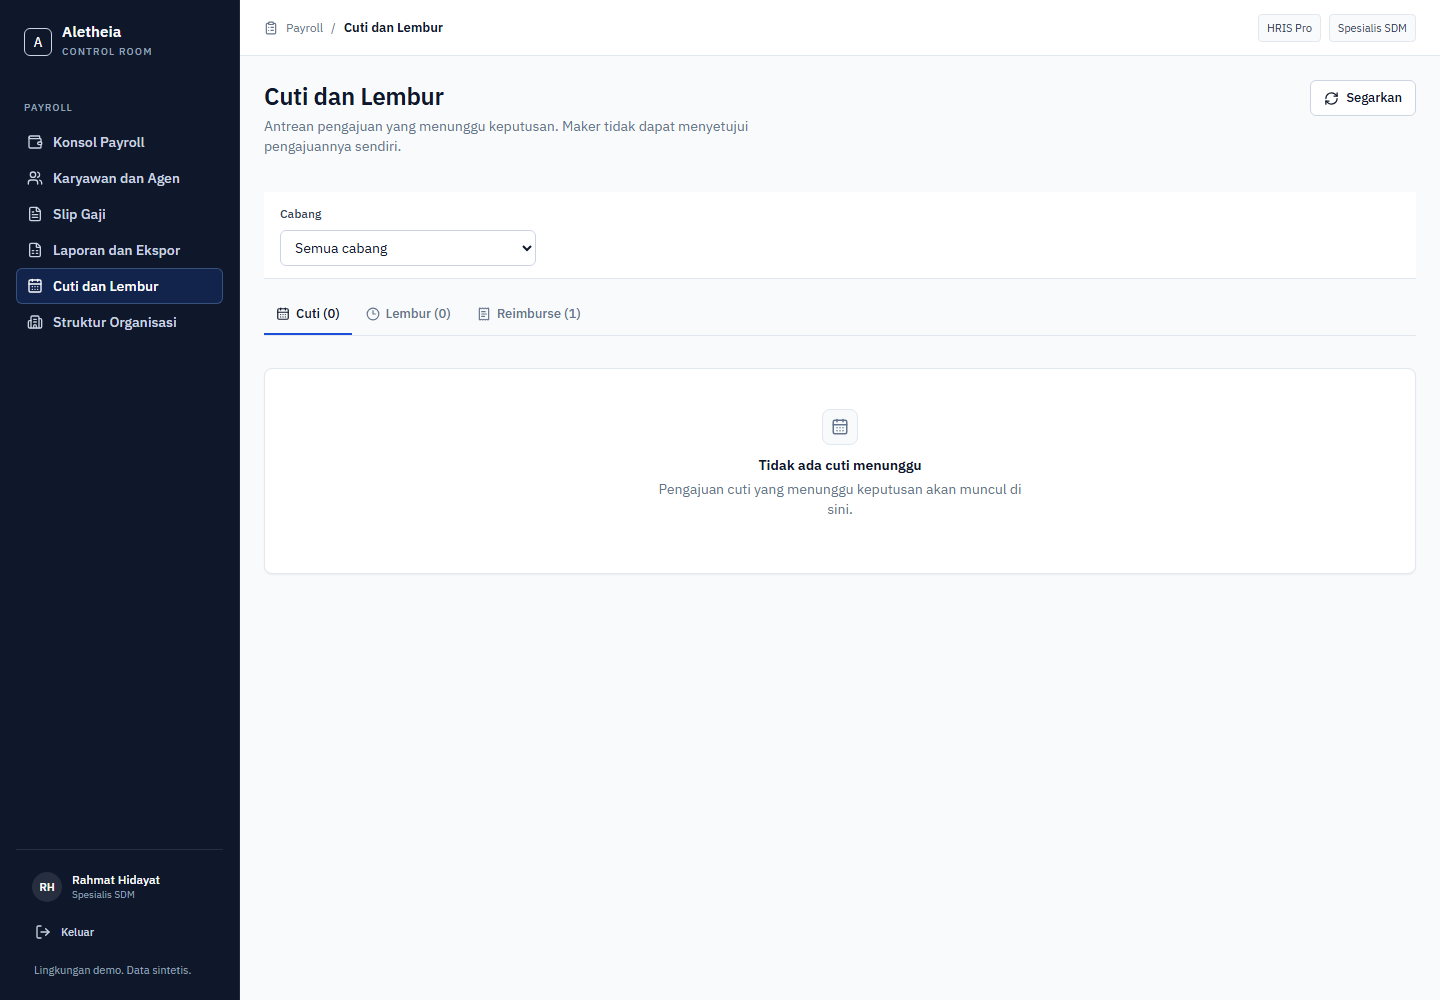 A
Aletheia
CONTROL ROOM
PAYROLL
Konsol Payroll
Karyawan dan Agen
Slip Gaji
Laporan dan Ekspor
Cuti dan Lembur
Struktur Organisasi
RH
Rahmat Hidayat
Spesialis SDM
Keluar
Lingkungan demo. Data sintetis.
Payroll / Cuti dan Lembur
HRIS Pro
Spesialis SDM
Cuti dan Lembur
Antrean pengajuan yang menunggu keputusan. Maker tidak dapat menyetujui
pengajuannya sendiri.
Segarkan
Cabang
Semua cabang
Cuti (0)
Lembur (0)
Reimburse (1)
Tidak ada cuti menunggu
Pengajuan cuti yang menunggu keputusan akan muncul di
sini.